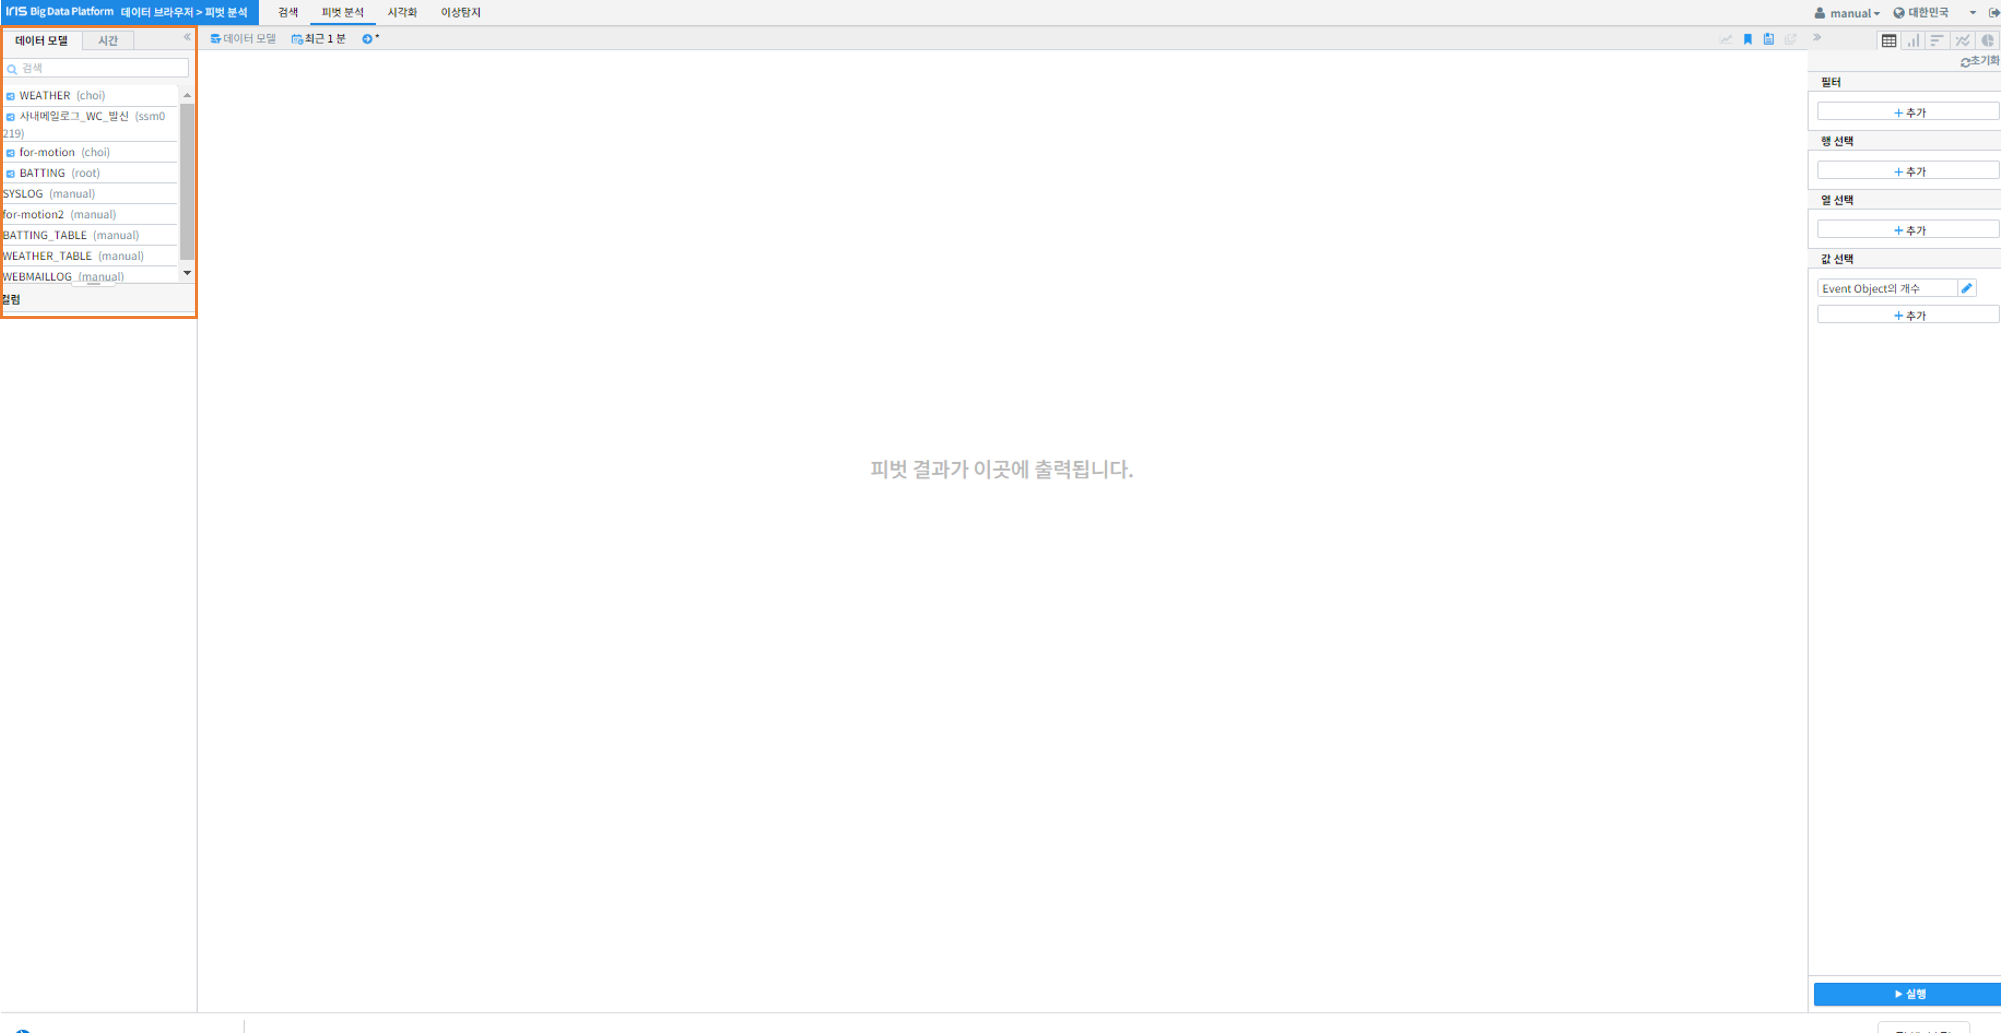 IRIS Big Data Platform 데이터 브라우저 > 피벗 분석 검색 피벗 분석 시각화 이상탐지 manual 대한민국
데이터 모델 시간 데이터 모델 최근 1 분 *
초기화
검색
WEATHER (choi)
사내메일로그_WC_발신 (ssm0
219)
for-motion (choi)
BATTING (root)
SYSLOG (manual)
for-motion2 (manual)
BATTING_TABLE (manual)
WEATHER_TABLE (manual)
WEBMAILLOG (manual)
컬럼
피벗 결과가 이곳에 출력됩니다.
필터
+ 추가
행 선택
+ 추가
열 선택
+ 추가
값 선택
Event Object의 개수
+ 추가
실행